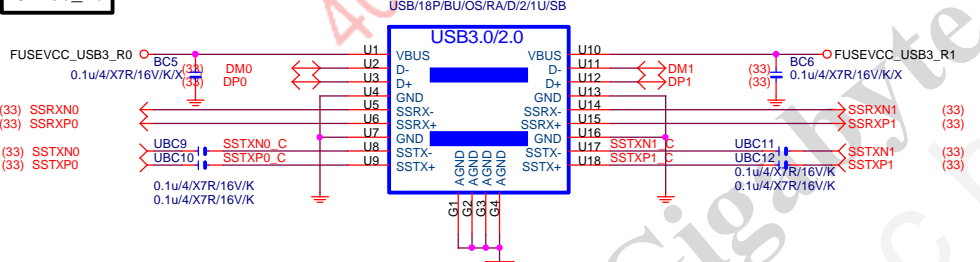 USB/18P/BU/OS/RA/D/2/1U/SB
USB3.0/2.0
FUSEVCC_USB3_R0
BC5
0.1u/4/X7R/16V/K/X
(33) DM0
(33) DP0
(33) SSRXN0
(33) SSRXP0
(33) SSTXN0
(33) SSTXP0
UBC9
UBC10
SSTXN0_C
SSTXP0_C
0.1u/4/X7R/16V/K
0.1u/4/X7R/16V/K
U1
U2
U3
U4
U5
U6
U7
U8
U9
VBUS
D-
D+
GND
SSRX-
SSRX+
GND
SSTX-
SSTX+
AGND
AGND
AGND
AGND
G1
G2
G3
G4
VBUS
D-
D+
GND
SSRX-
SSRX+
GND
SSTX-
SSTX+
U10
U11
U12
U13
U14
U15
U16
U17
U18
FUSEVCC_USB3_R1
(33) BC6
(33) 0.1u/4/X7R/16V/K/X
DM1
DP1
SSRXN1 (33)
SSRXP1 (33)
SSTXN1_C
SSTXP1_C
UBC11
UBC12
0.1u/4/X7R/16V/K
0.1u/4/X7R/16V/K
SSTXN1 (33)
SSTXP1 (33)
Gigabyte